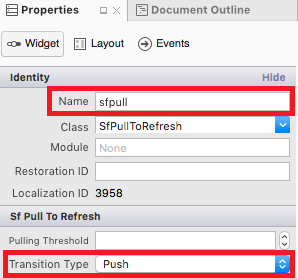 Properties
Document Outline
Widget
Layout
Events
Identity
Hide
Name
sfpull
Class
SfPullToRefresh
Module
None
Restoration ID
Localization ID
3958
Sf Pull To Refresh
Pulling Threshold
Transition Type
Push